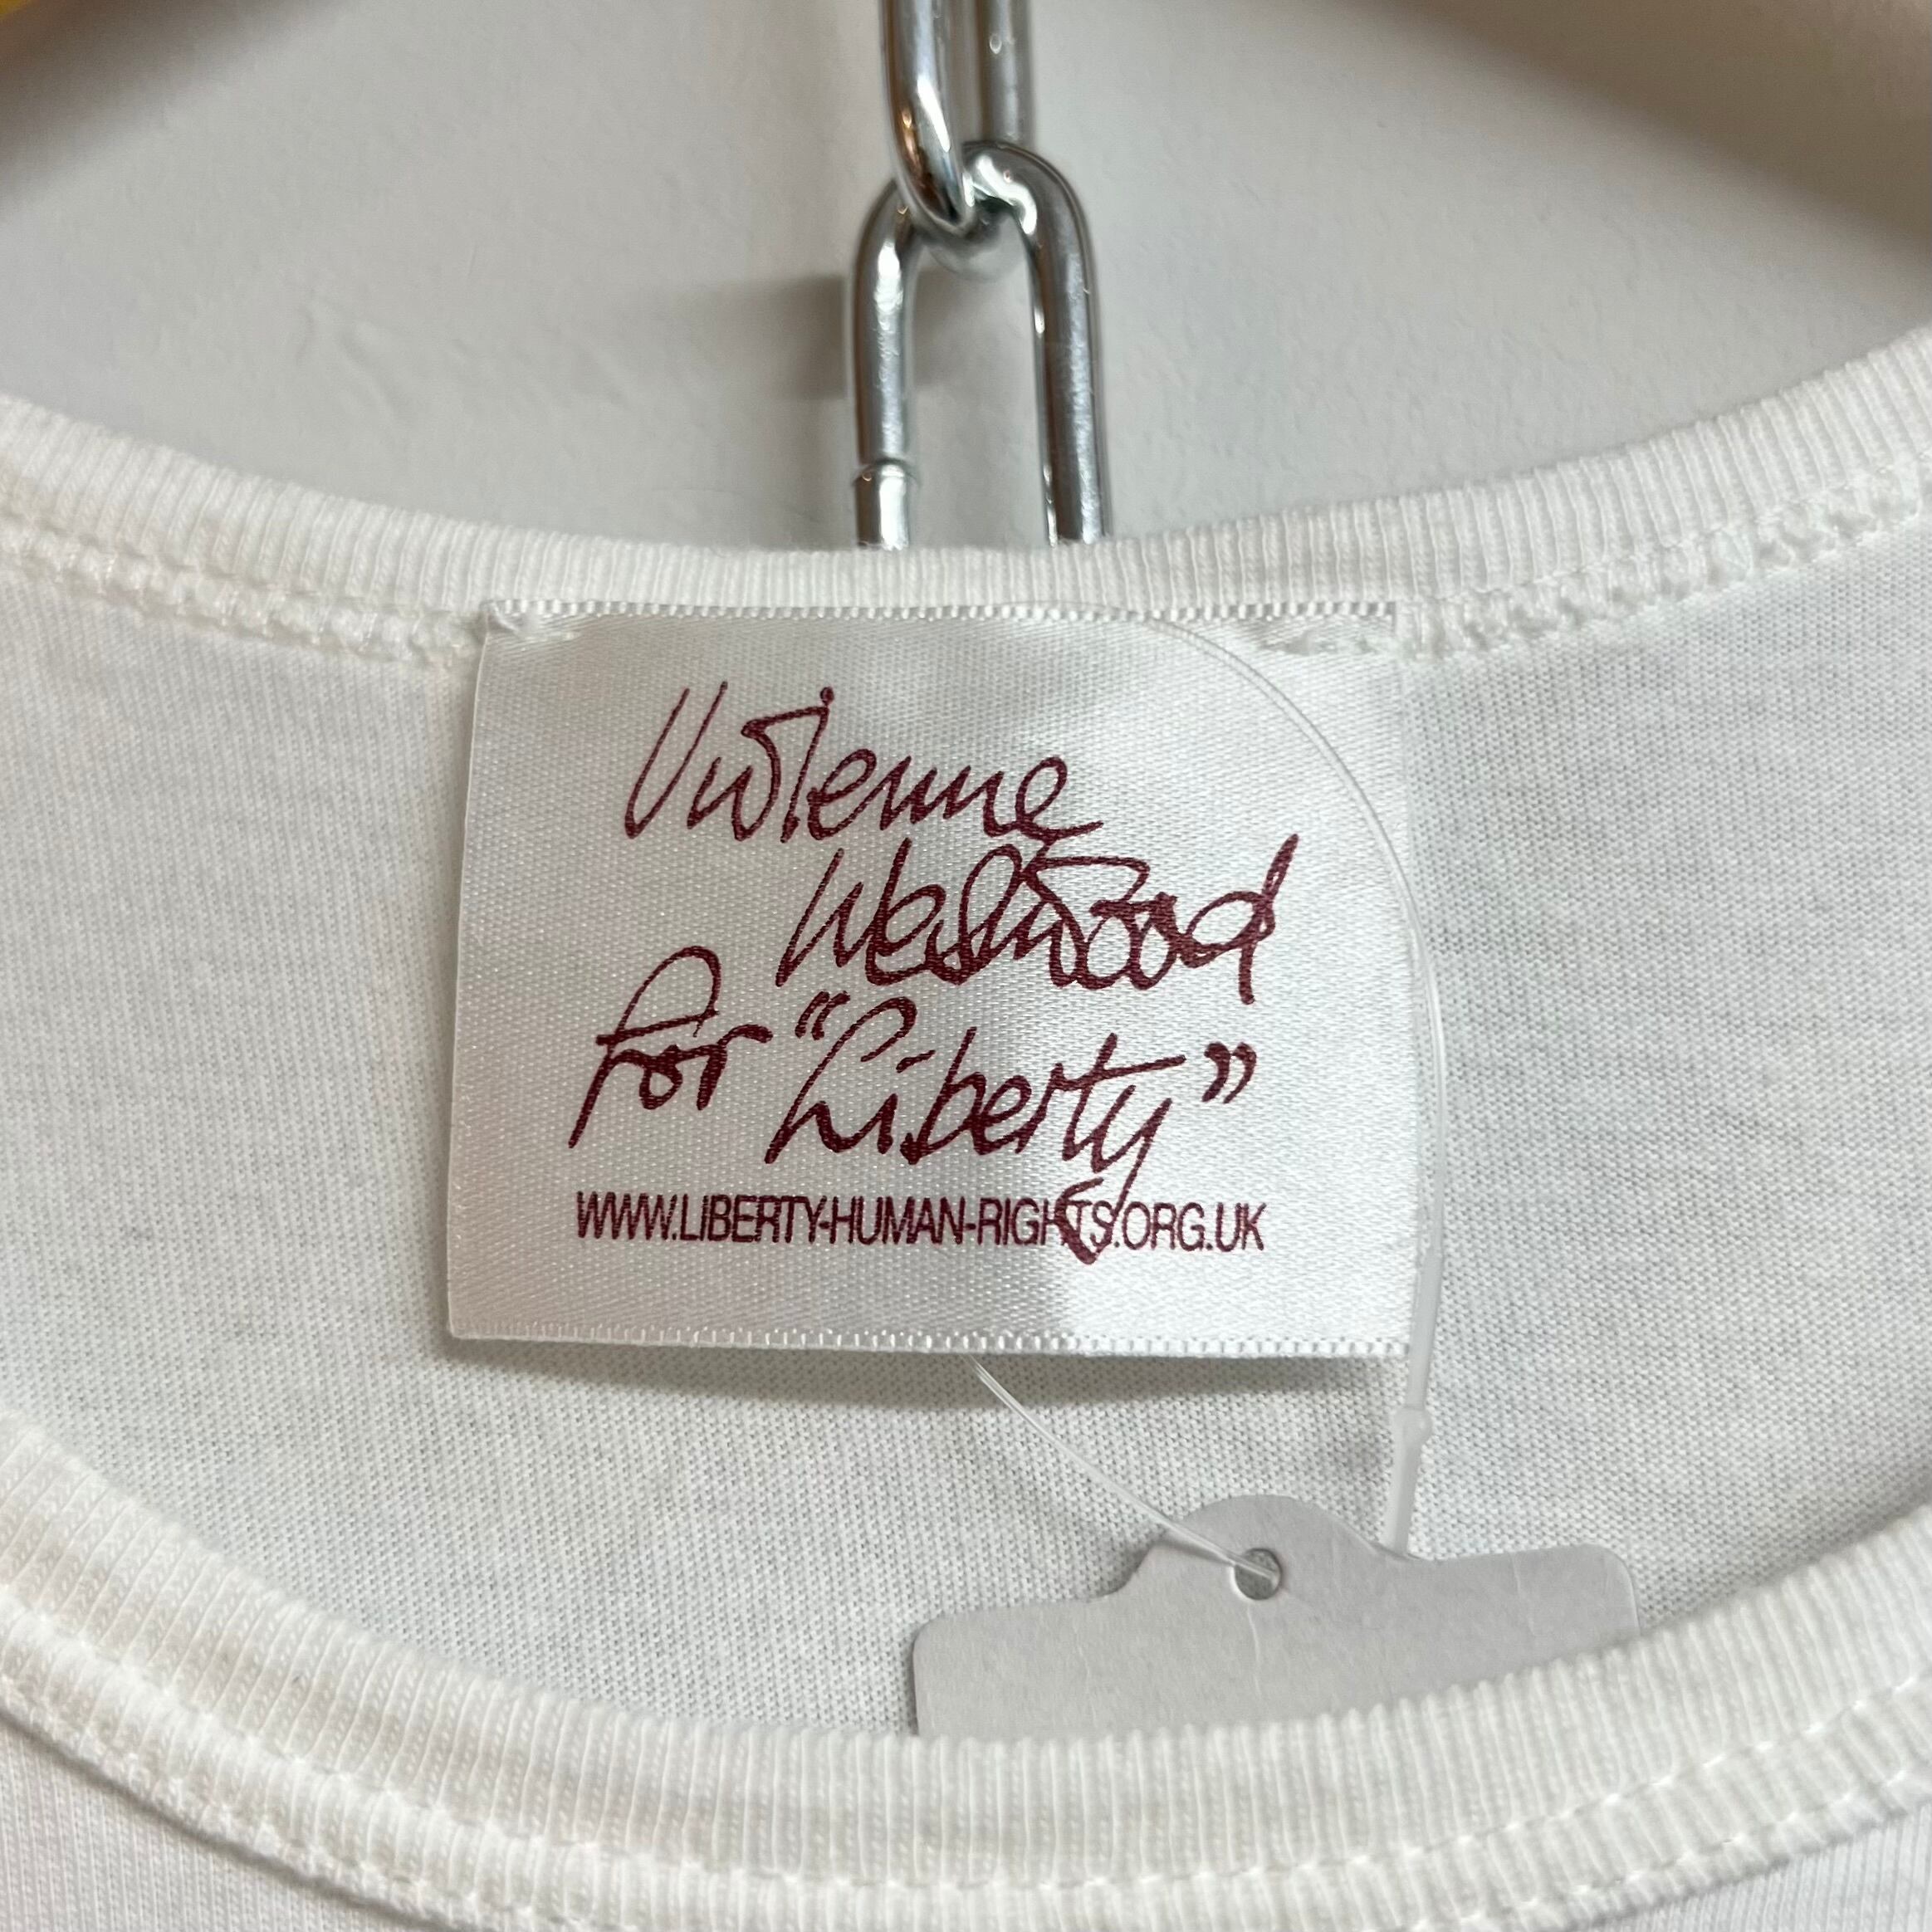 Vivienne
Westwood
for "Liberty"
WWW.LIBERTY-HUMAN-RIGHTS.ORG.UK